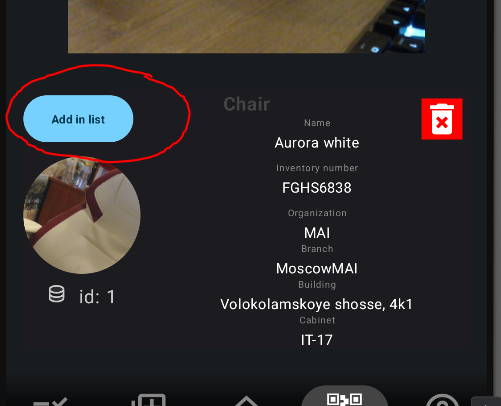 Add in list
Chair
Name
Aurora white
Inventory number
FGHS6838
Organization
MAI
Branch
MoscowMAI
Building
Volokolamskoye shosse, 4k1
Cabinet
IT-17
id: 1